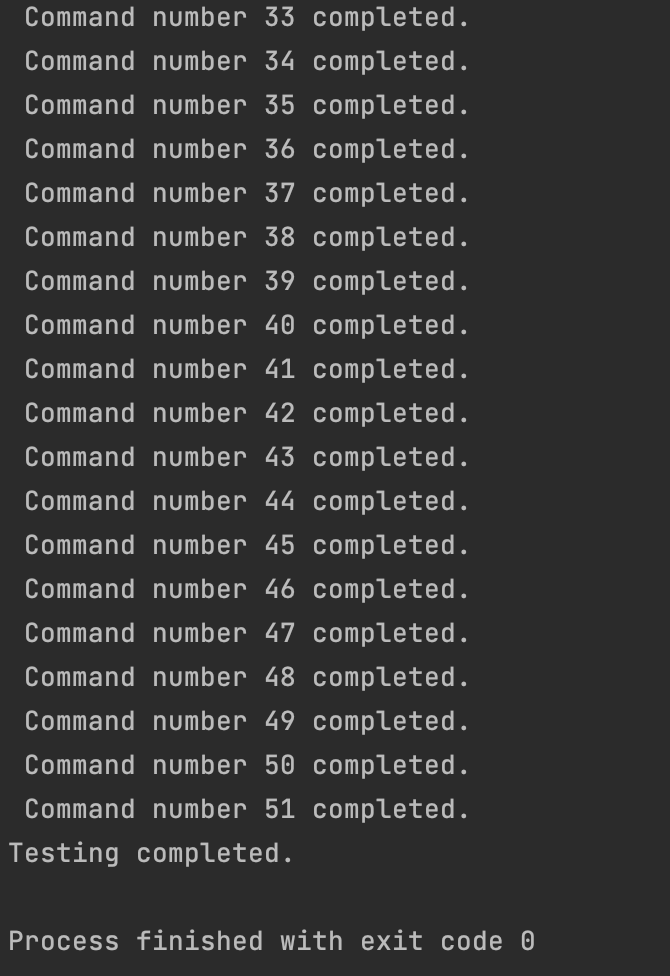 Command number 33 completed.
Command number 34 completed.
Command number 35 completed.
Command number 36 completed.
Command number 37 completed.
Command number 38 completed.
Command number 39 completed.
Command number 40 completed.
Command number 41 completed.
Command number 42 completed.
Command number 43 completed.
Command number 44 completed.
Command number 45 completed.
Command number 46 completed.
Command number 47 completed.
Command number 48 completed.
Command number 49 completed.
Command number 50 completed.
Command number 51 completed.
Testing completed.
Process finished with exit code 0